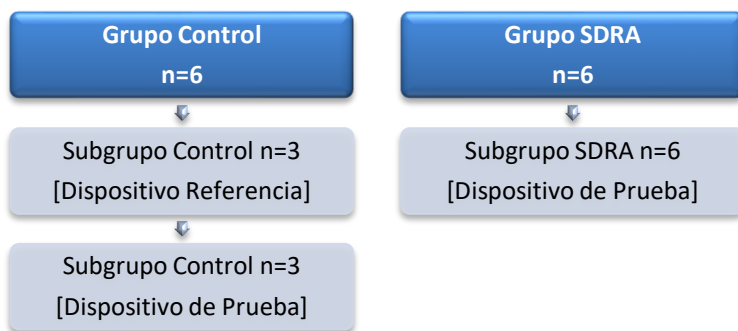 Grupo Control
n=6
Subgrupo Control n=3
[Dispositivo Referencia]
Subgrupo Control n=3
[Dispositivo de Prueba]
Grupo SDRA
n=6
Subgrupo SDRA n=6
[Dispositivo de Prueba]